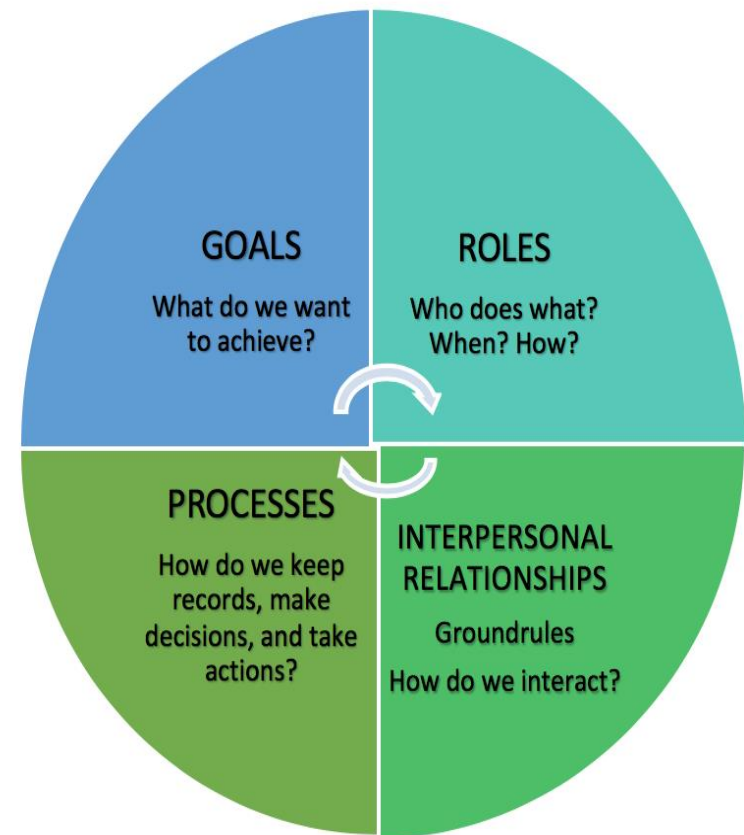 GOALS
What do we want
to achieve?
ROLES
Who does what?
When? How?
PROCESSES
How do we keep
records, make
decisions, and take
actions?
INTERPERSONAL
RELATIONSHIPS
Groundrules
How do we interact?